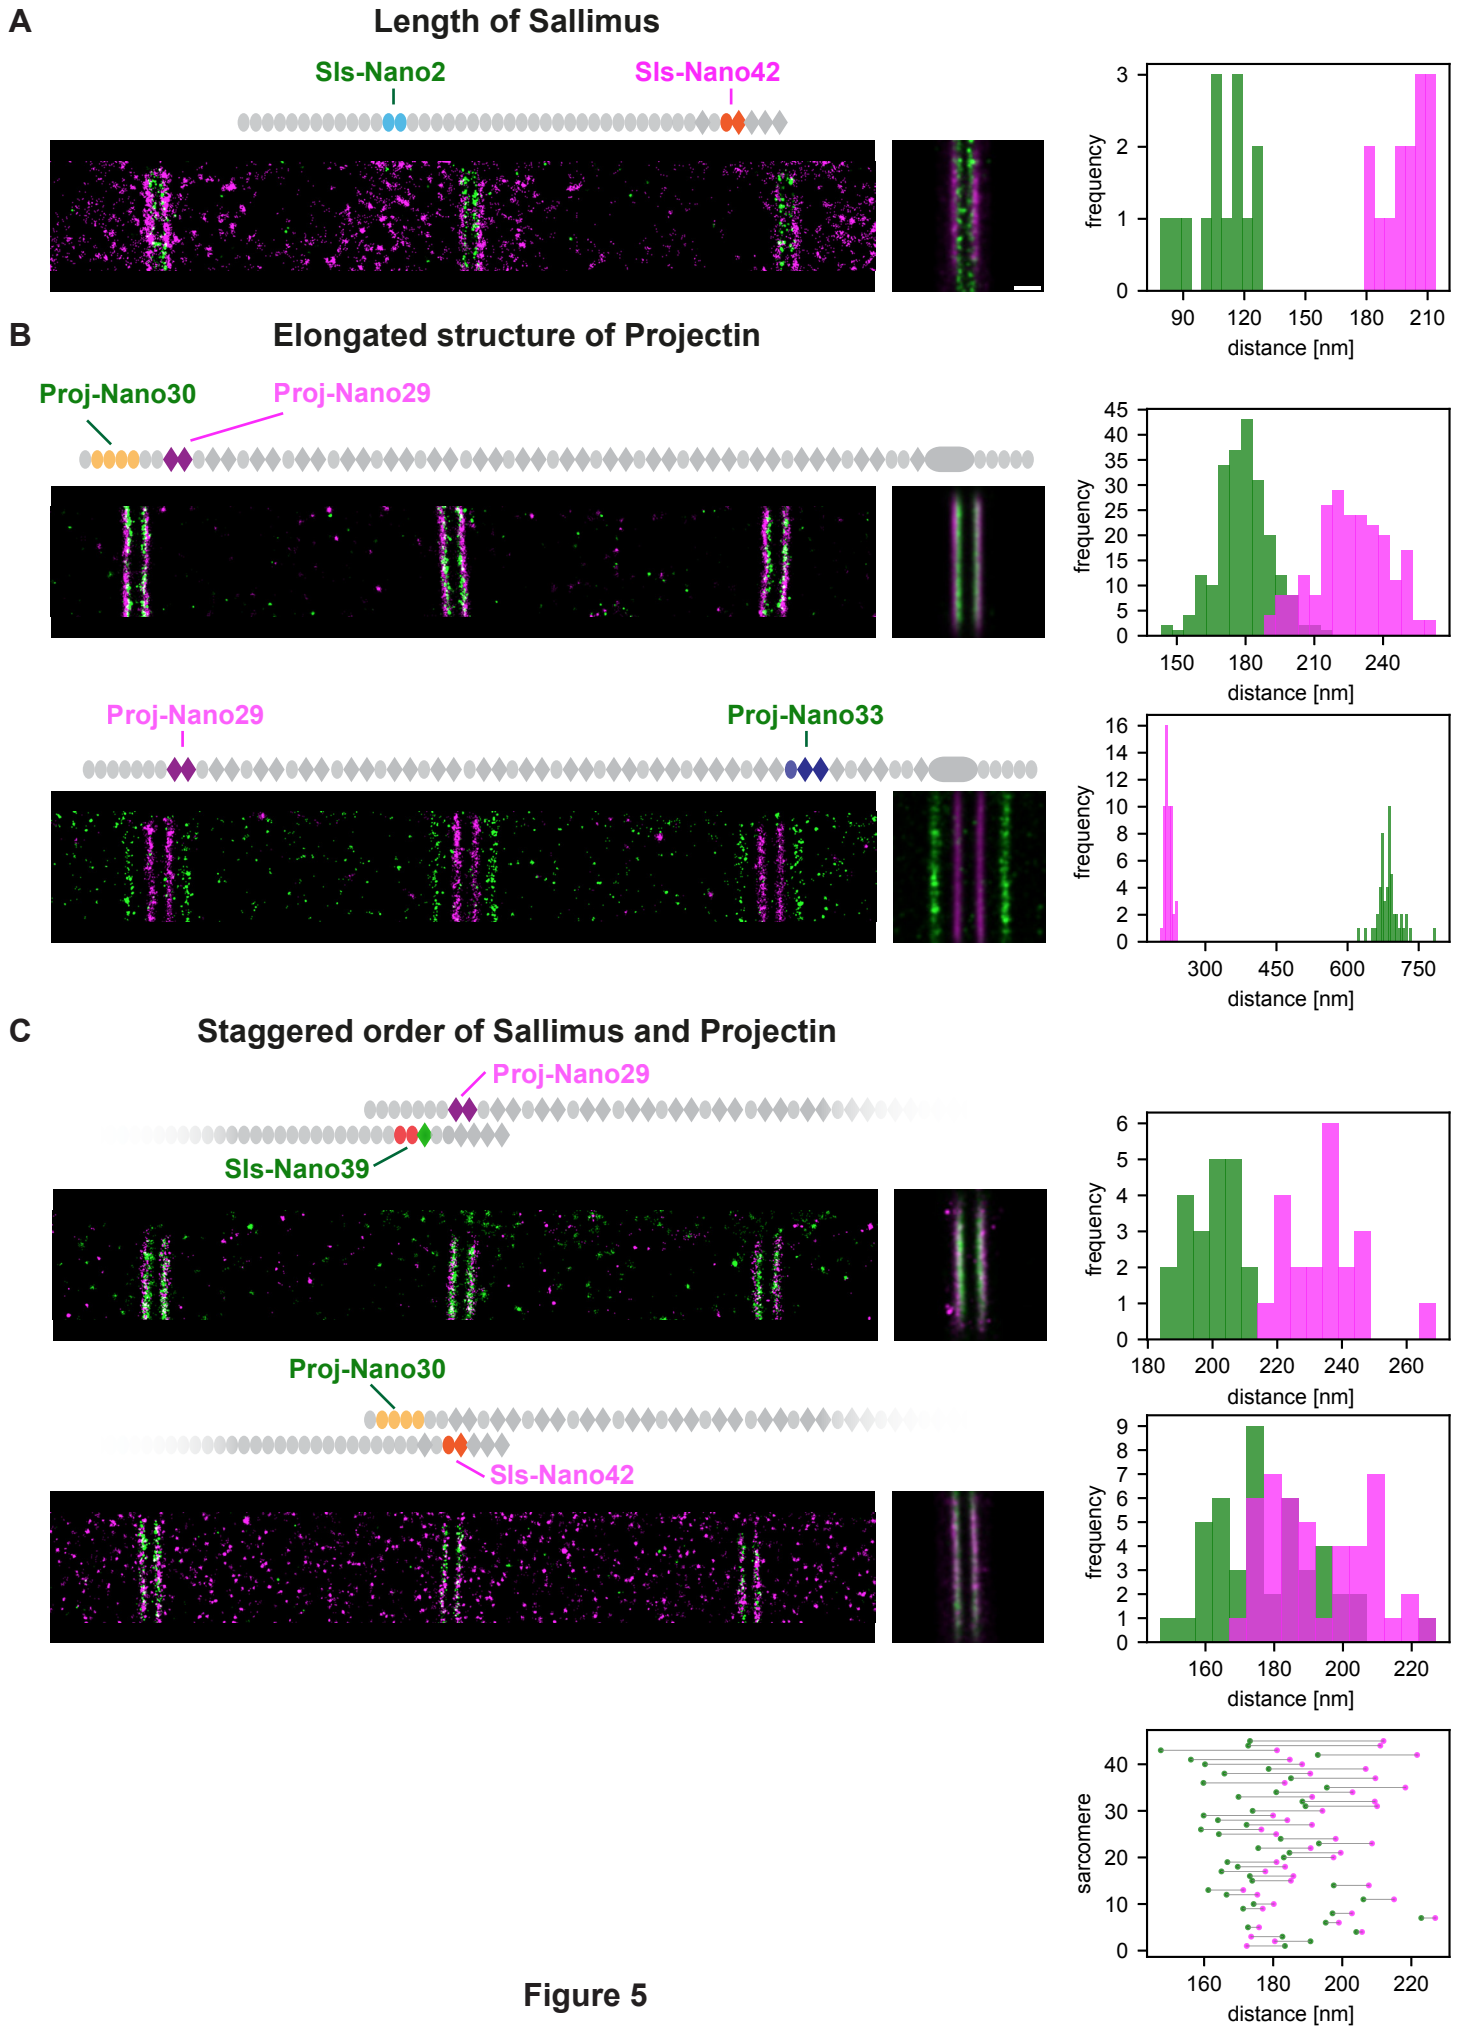 A
Length of Sallimus
Sls-Nano2
Sls-Nano42
3
2
1
0
frequency
90 120 150 180 210
distance [nm]
B
Elongated structure of Projectin
Proj-Nano30
Proj-Nano29
45
40
35
30
25
20
15
10
5
0
frequency
150 180 210 240
distance [nm]
Proj-Nano29
Proj-Nano33
16
14
12
10
8
6
4
2
0
frequency
300 450 600 750
distance [nm]
C
Staggered order of Sallimus and Projectin
Proj-Nano29
Sls-Nano39
6
5
4
3
2
1
0
frequency
180 200 220 240 260
distance [nm]
Proj-Nano30
Sls-Nano42
9
8
7
6
5
4
3
2
1
0
frequency
160 180 200 220
distance [nm]
40
30
20
10
0
sarcomere
160 180 200 220
distance [nm]
Figure 5